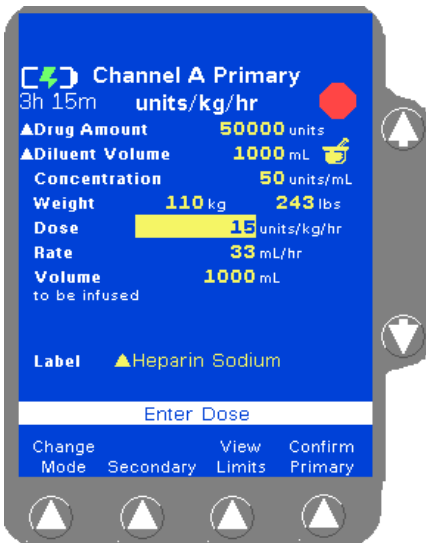 Channel A Primary
3h 15m units/kg/hr
▲Drug Amount 50000 units
▲Diluent Volume 1000 mL
Concentration 50 units/mL
Weight 110 kg 243 lbs
Dose 15 units/kg/hr
Rate 33 mL/hr
Volume 1000 mL
to be infused
Label ▲Heparin Sodium
Enter Dose
Change View Confirm
Mode Secondary Limits Primary